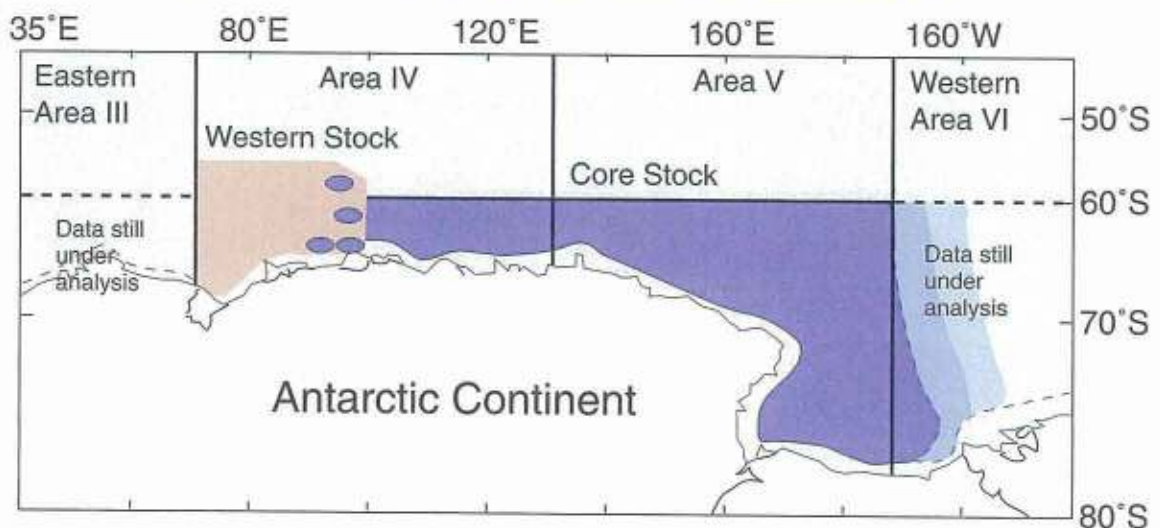 35˚E
80˚E
120˚E
160˚E
160˚W
Eastern
Area III
Area IV
Area V
Western
Area VI
50˚S
Western Stock
Core Stock
60˚S
Data still
under
analysis
Data still
under
analysis
70˚S
Antarctic Continent
80˚S